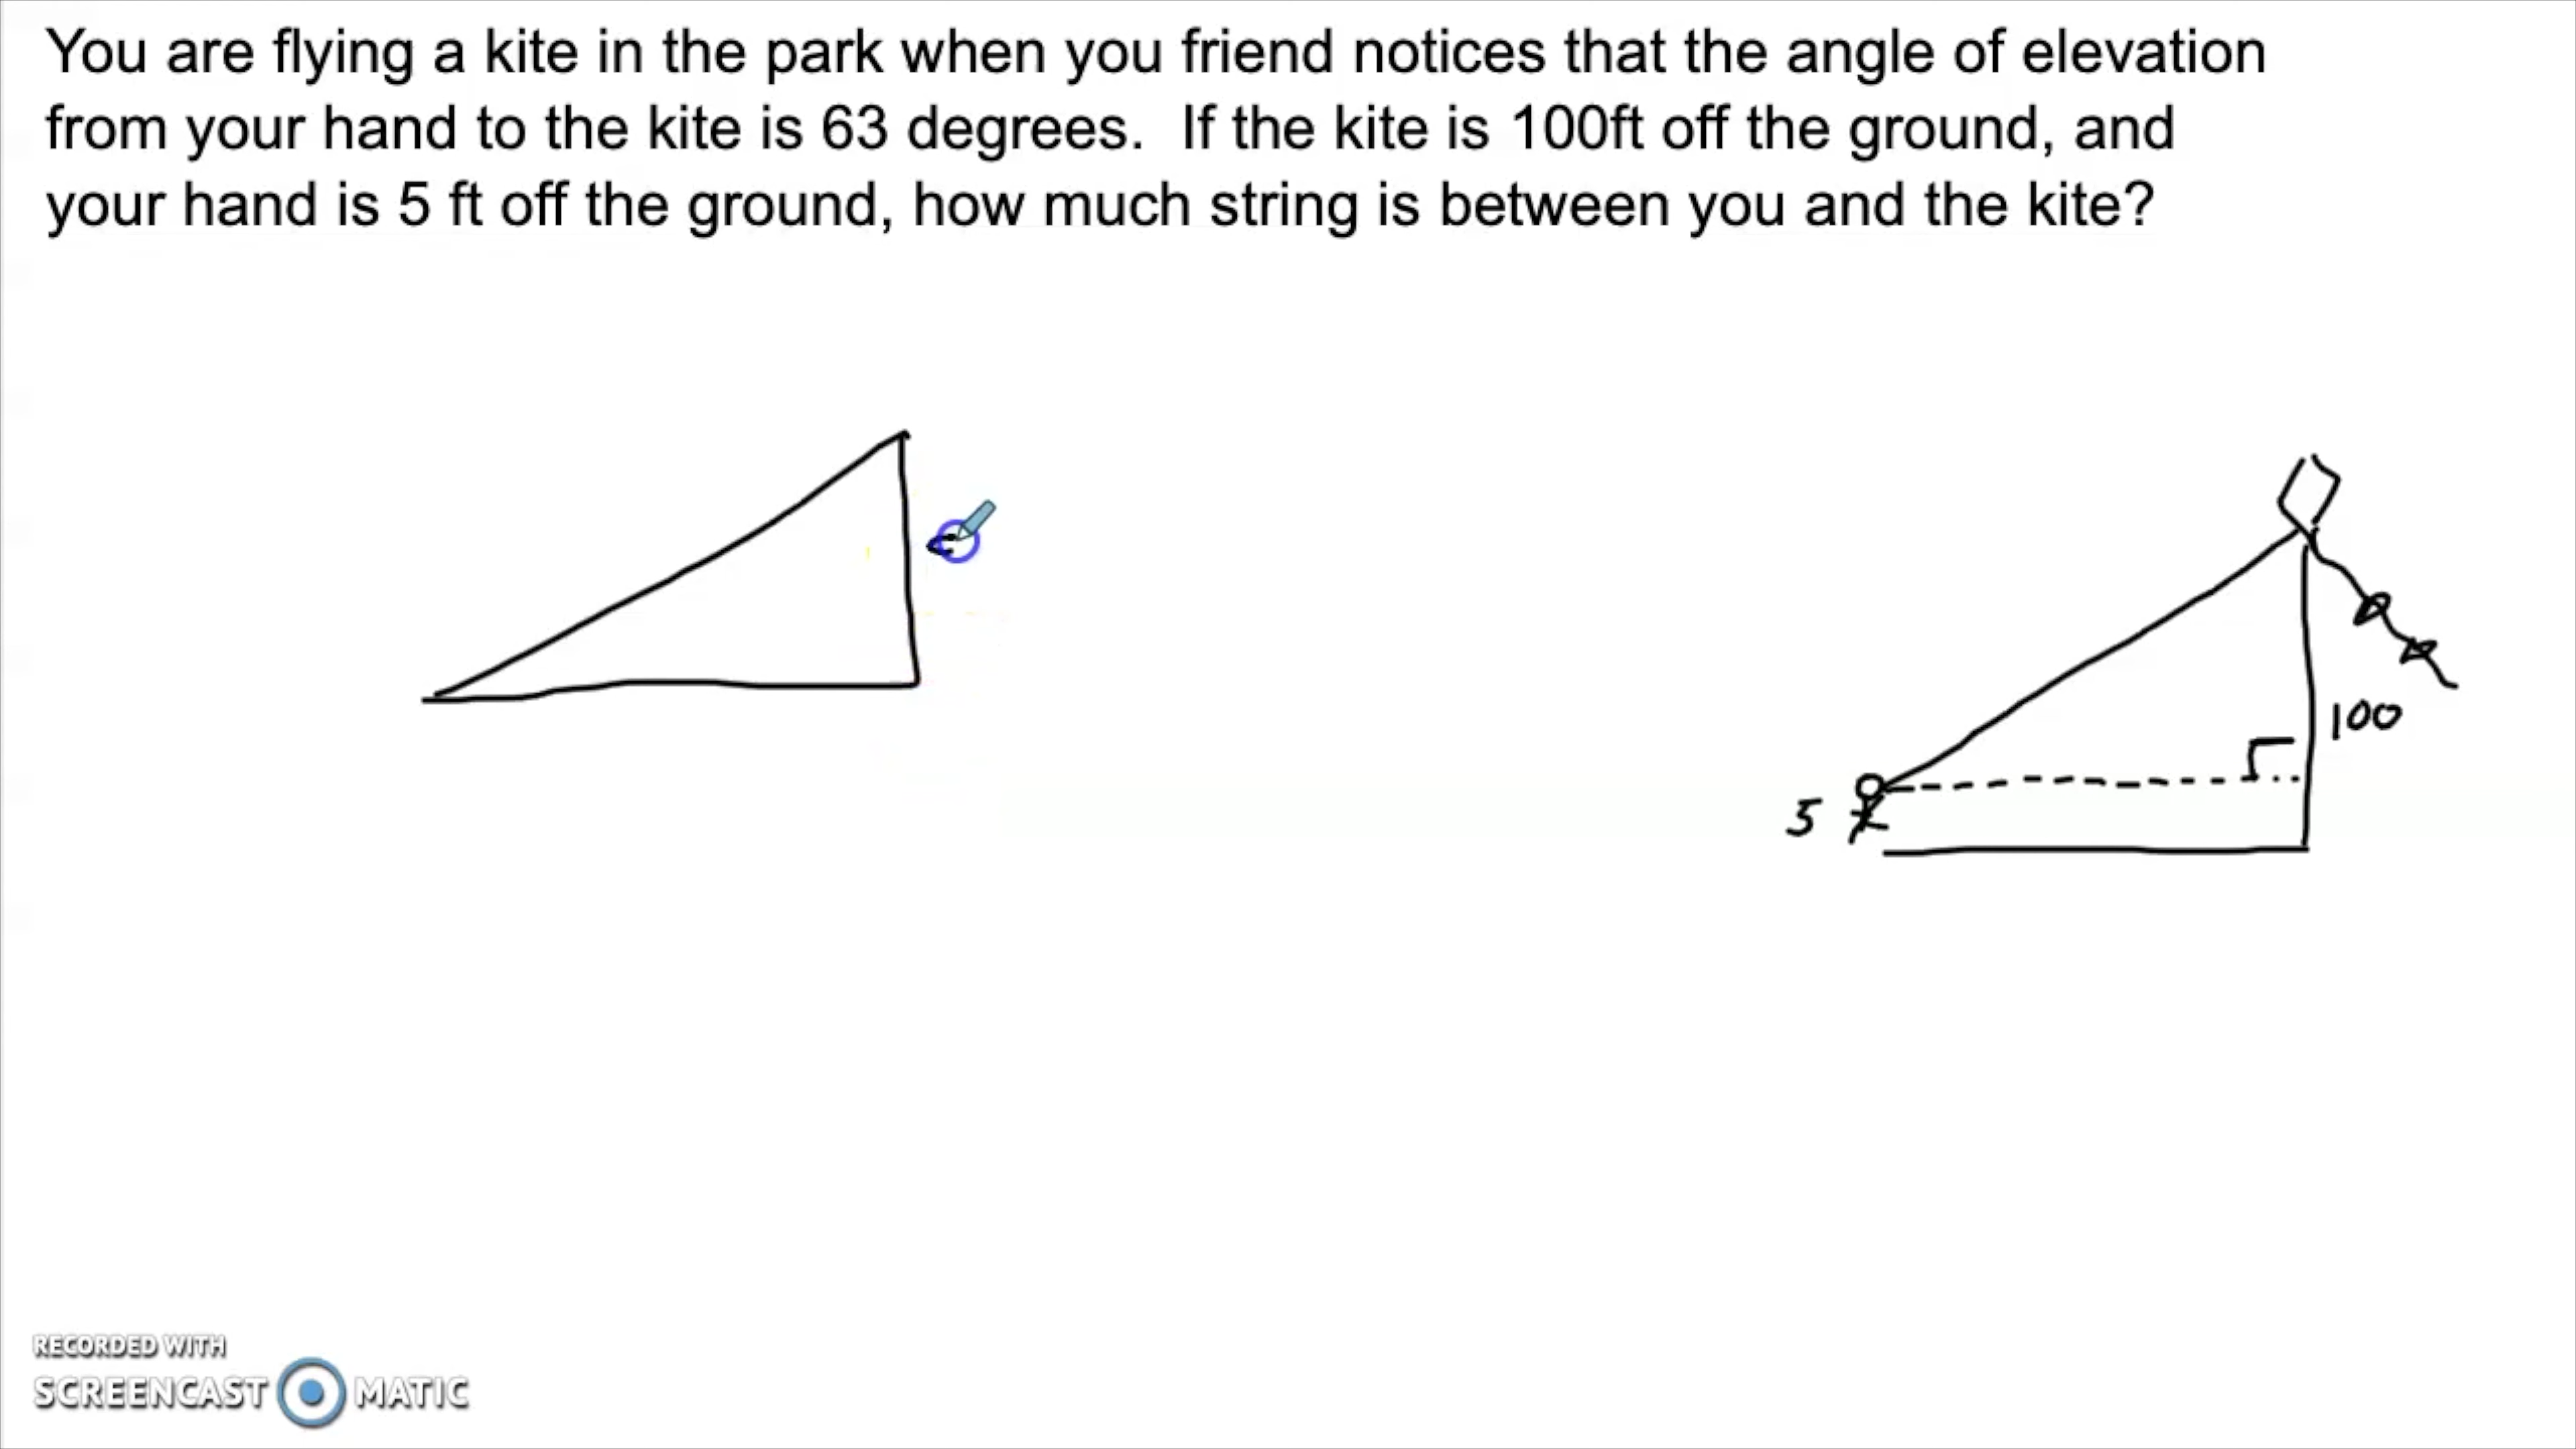 You are flying a kite in the park when you friend notices that the angle of elevation
from your hand to the kite is 63 degrees.  If the kite is 100ft off the ground, and
your hand is 5 ft off the ground, how much string is between you and the kite?
100
5
RECORDED WITH
SCREENCAST MATIC